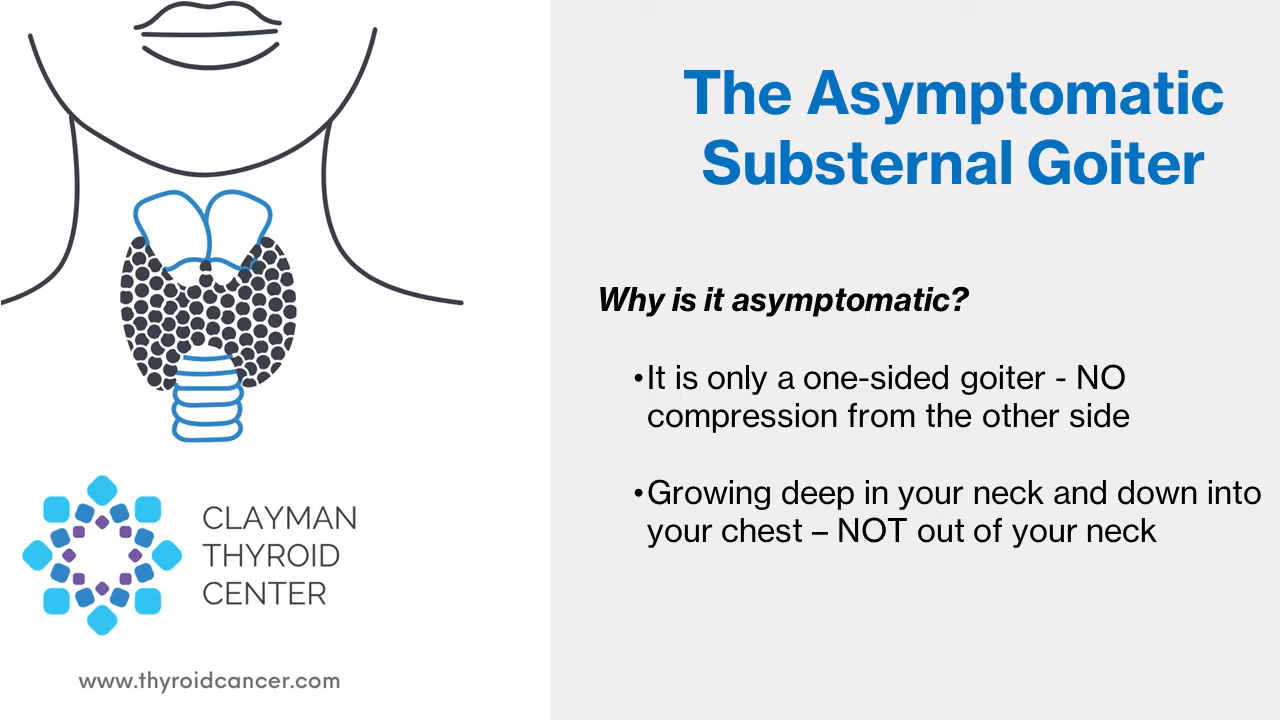 The Asymptomatic
Substernal Goiter
Why is it asymptomatic?
•It is only a one-sided goiter - NO
compression from the other side
•Growing deep in your neck and down into
your chest – NOT out of your neck
CLAYMAN
THYROID
CENTER
www.thyroidcancer.com